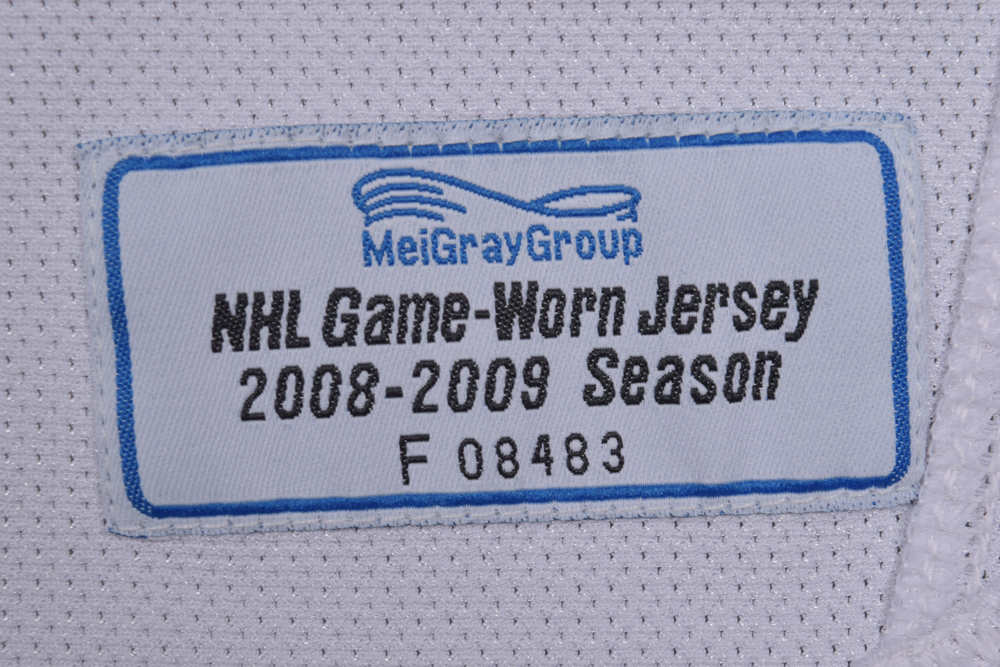 MeiGrayGroup
NHL Game-Worn Jersey
2008-2009 Season
F 08483